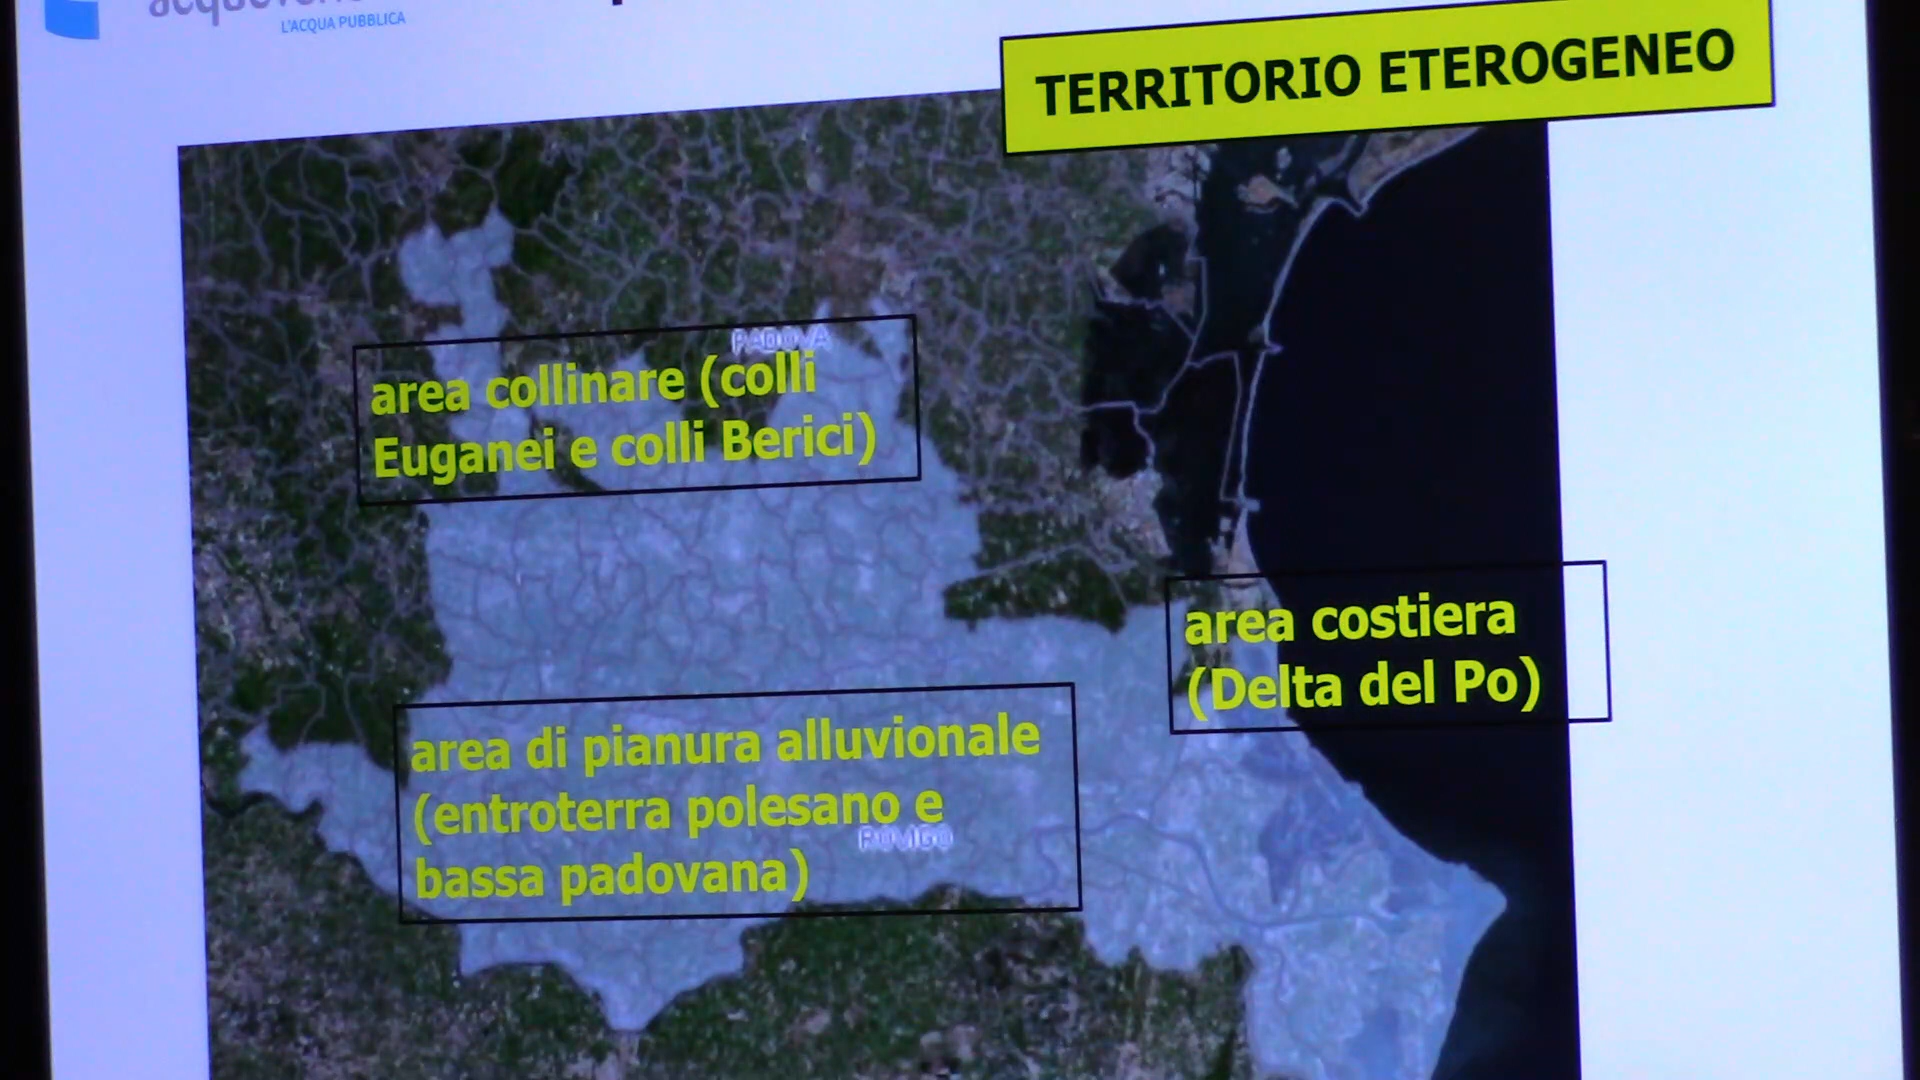 L'ACQUA PUBBLICA
TERRITORIO ETEROGENEO
PADOVA
area collinare (colli
Euganei e colli Berici)
area costiera
(Delta del Po)
area di pianura alluvionale
(entroterra polesano e
ROVIGO
bassa padovana)